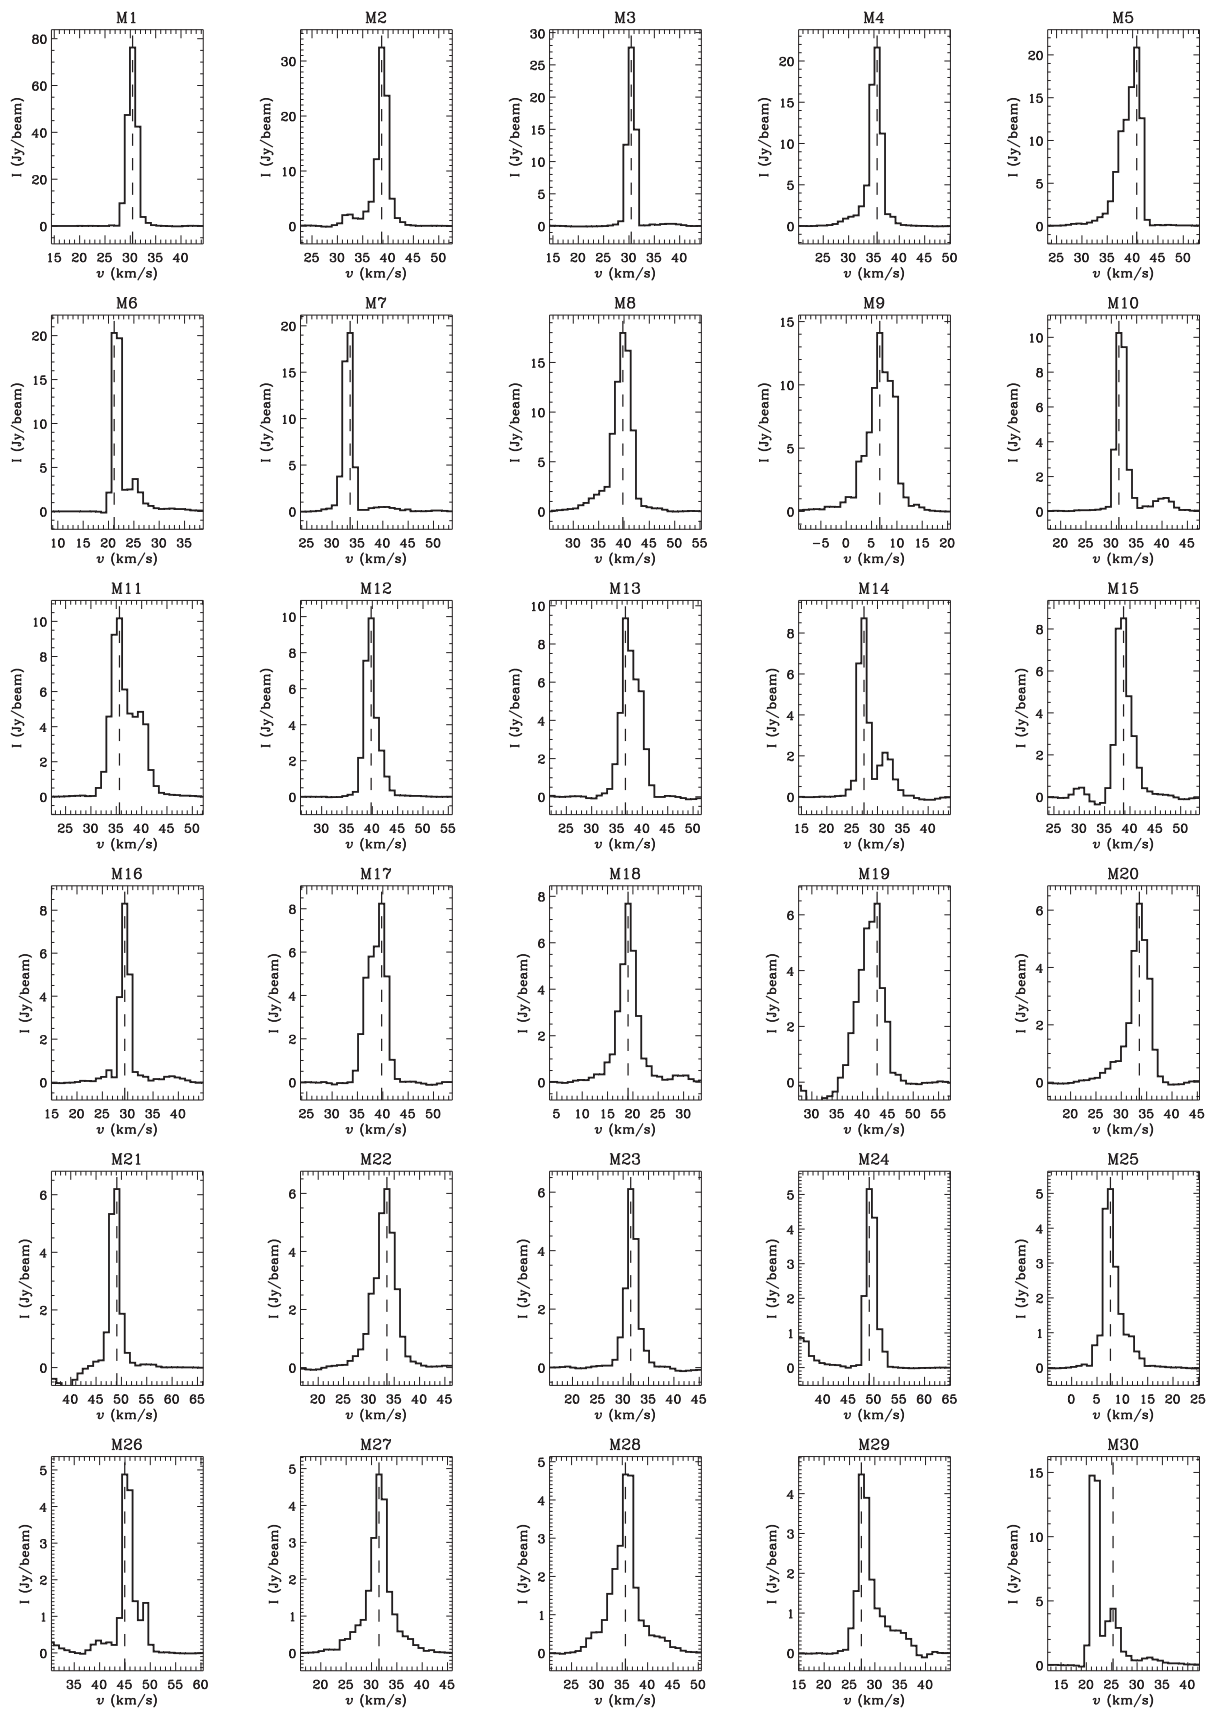 M1 M2 M3 M4 M5
80 60 40 20 0 I (Jy/beam)
30 20 10 0 I (Jy/beam)
30 25 20 15 10 5 0 I (Jy/beam)
20 15 10 5 0 I (Jy/beam)
20 15 10 5 0 I (Jy/beam)
15 20 25 30 35 40 25 30 35 40 45 50 15 20 25 30 35 40 25 30 35 40 45 50 25 30 35 40 45 50
v (km/s) v (km/s) v (km/s) v (km/s) v (km/s)
M6 M7 M8 M9 M10
20 15 10 5 0 I (Jy/beam)
20 15 10 5 0 I (Jy/beam)
15 10 5 0 I (Jy/beam)
15 10 5 0 I (Jy/beam)
10 8 6 4 2 0 I (Jy/beam)
10 15 20 25 30 35 25 30 35 40 45 50 25 30 35 40 45 50 55 -5 0 5 10 15 20 20 25 30 35 40 45
v (km/s) v (km/s) v (km/s) v (km/s) v (km/s)
M11 M12 M13 M14 M15
10 8 6 4 2 0 I (Jy/beam)
10 8 6 4 2 0 I (Jy/beam)
10 8 6 4 2 0 I (Jy/beam)
8 6 4 2 0 I (Jy/beam)
8 6 4 2 0 I (Jy/beam)
25 30 35 40 45 50 30 35 40 45 50 55 25 30 35 40 45 50 15 20 25 30 35 40 25 30 35 40 45 50
v (km/s) v (km/s) v (km/s) v (km/s) v (km/s)
M16 M17 M18 M19 M20
8 6 4 2 0 I (Jy/beam)
8 6 4 2 0 I (Jy/beam)
8 6 4 2 0 I (Jy/beam)
6 4 2 0 I (Jy/beam)
6 4 2 0 I (Jy/beam)
15 20 25 30 35 40 25 30 35 40 45 50 5 10 15 20 25 30 30 35 40 45 50 55 20 25 30 35 40 45
v (km/s) v (km/s) v (km/s) v (km/s) v (km/s)
M21 M22 M23 M24 M25
6 4 2 0 I (Jy/beam)
6 4 2 0 I (Jy/beam)
6 4 2 0 I (Jy/beam)
5 4 3 2 1 0 I (Jy/beam)
5 4 3 2 1 0 I (Jy/beam)
40 45 50 55 60 65 20 25 30 35 40 45 20 25 30 35 40 45 40 45 50 55 60 65 0 5 10 15 20 25
v (km/s) v (km/s) v (km/s) v (km/s) v (km/s)
M26 M27 M28 M29 M30
5 4 3 2 1 0 I (Jy/beam)
5 4 3 2 1 0 I (Jy/beam)
5 4 3 2 1 0 I (Jy/beam)
4 3 2 1 0 I (Jy/beam)
15 10 5 0 I (Jy/beam)
35 40 45 50 55 60 20 25 30 35 40 45 25 30 35 40 45 50 15 20 25 30 35 40 15 20 25 30 35 40
v (km/s) v (km/s) v (km/s) v (km/s) v (km/s)